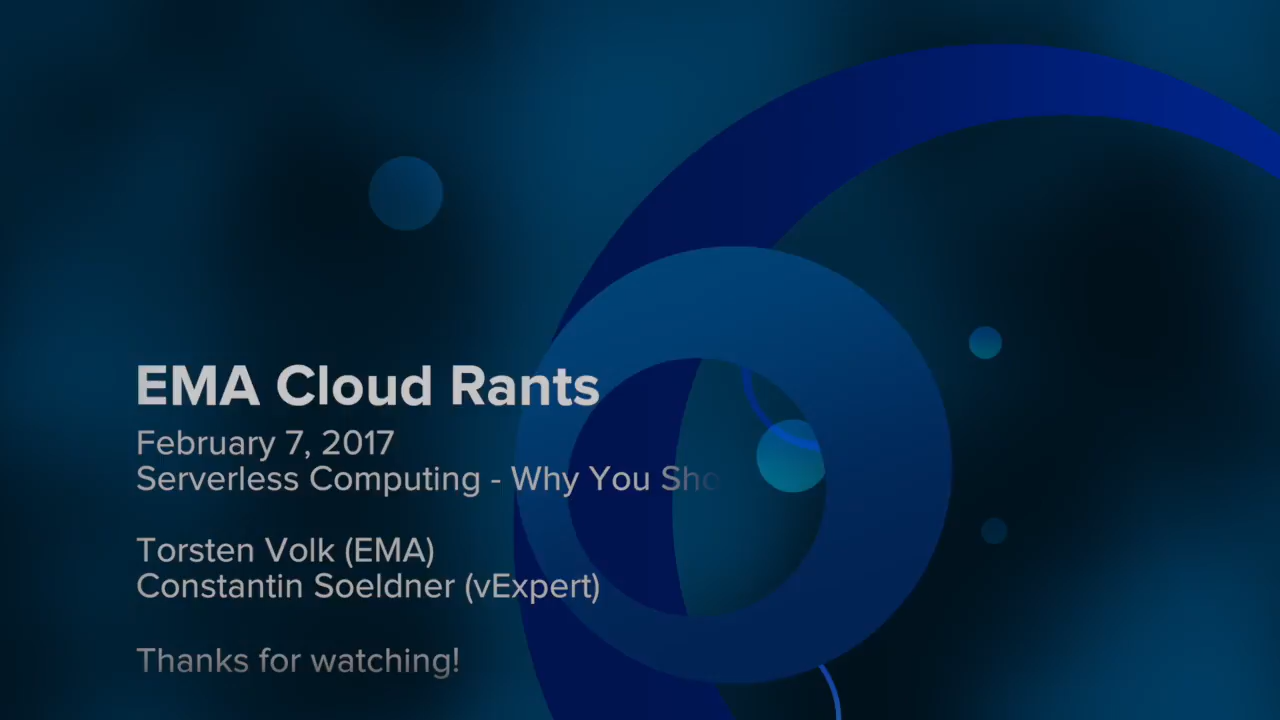 EMA Cloud Rants
February 7, 2017
Serverless Computing - Why You Sho
Torsten Volk (EMA)
Constantin Soeldner (vExpert)
Thanks for watching!